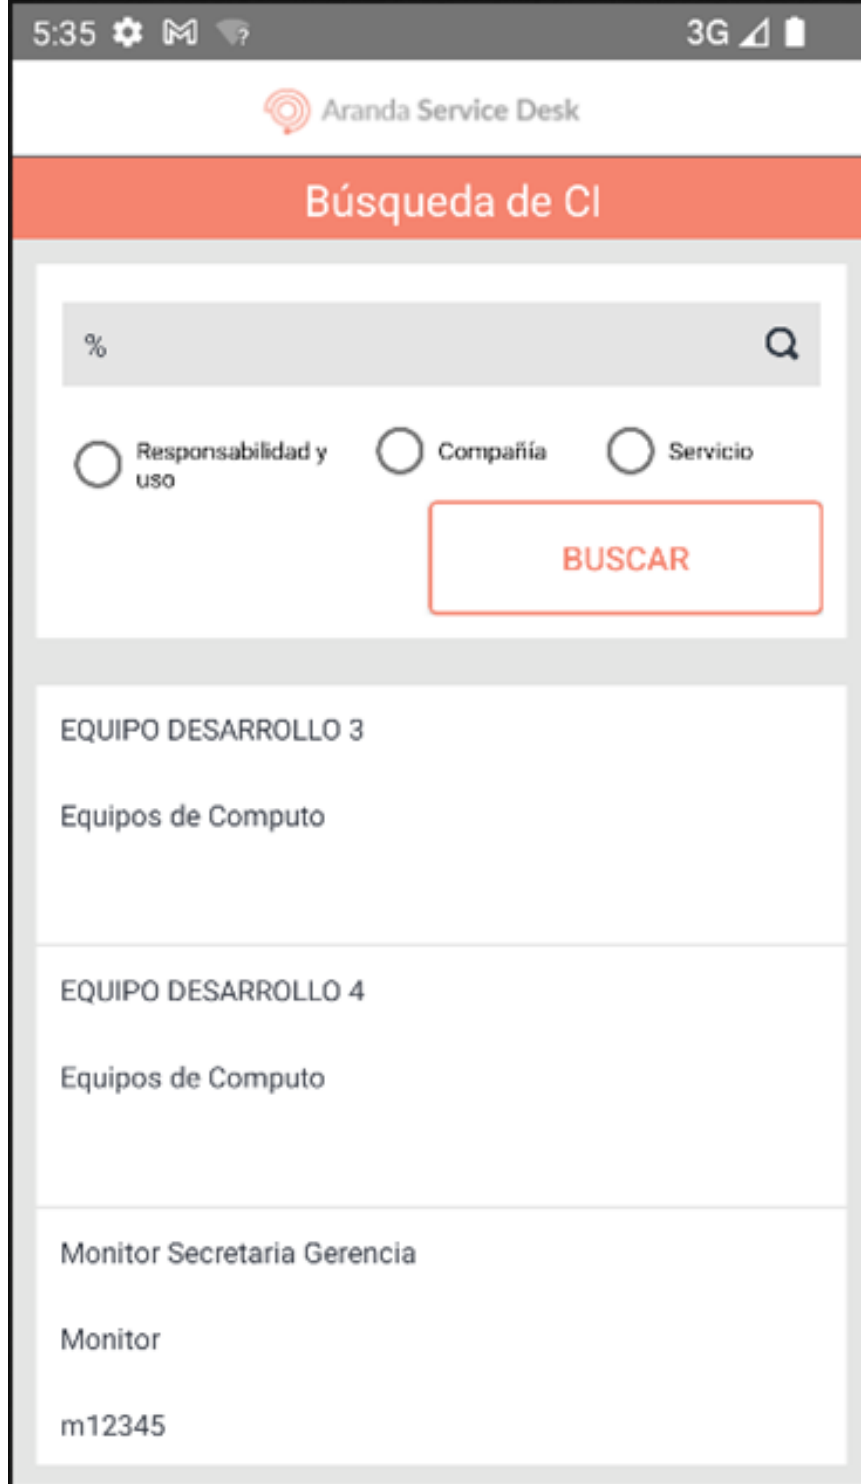 5:35 3G
Aranda Service Desk
Búsqueda de CI
%
Responsabilidad y
uso
Compañía
Servicio
BUSCAR
EQUIPO DESARROLLO 3
Equipos de Computo
EQUIPO DESARROLLO 4
Equipos de Computo
Monitor Secretaria Gerencia
Monitor
m12345